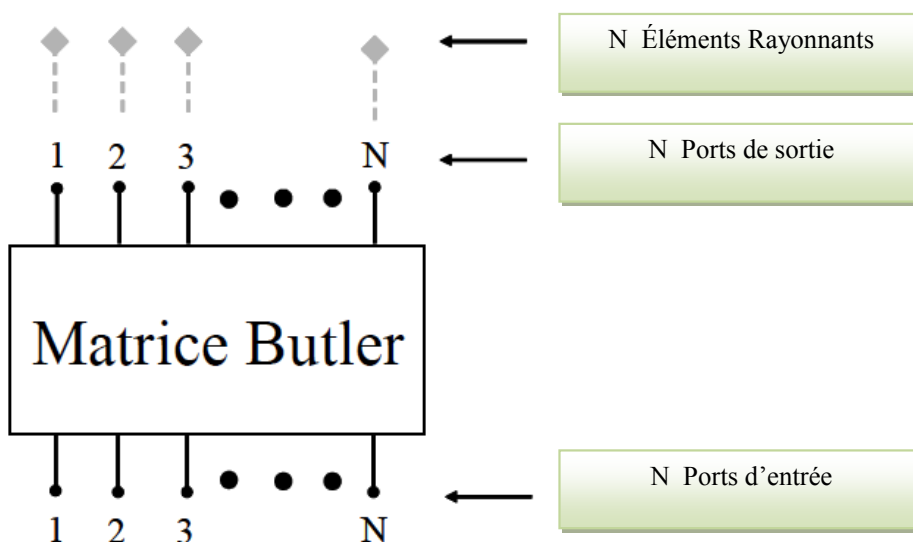 N Éléments Rayonnants
1 2 3 N
N Ports de sortie
Matrice Butler
N Ports d’entrée
1 2 3 N